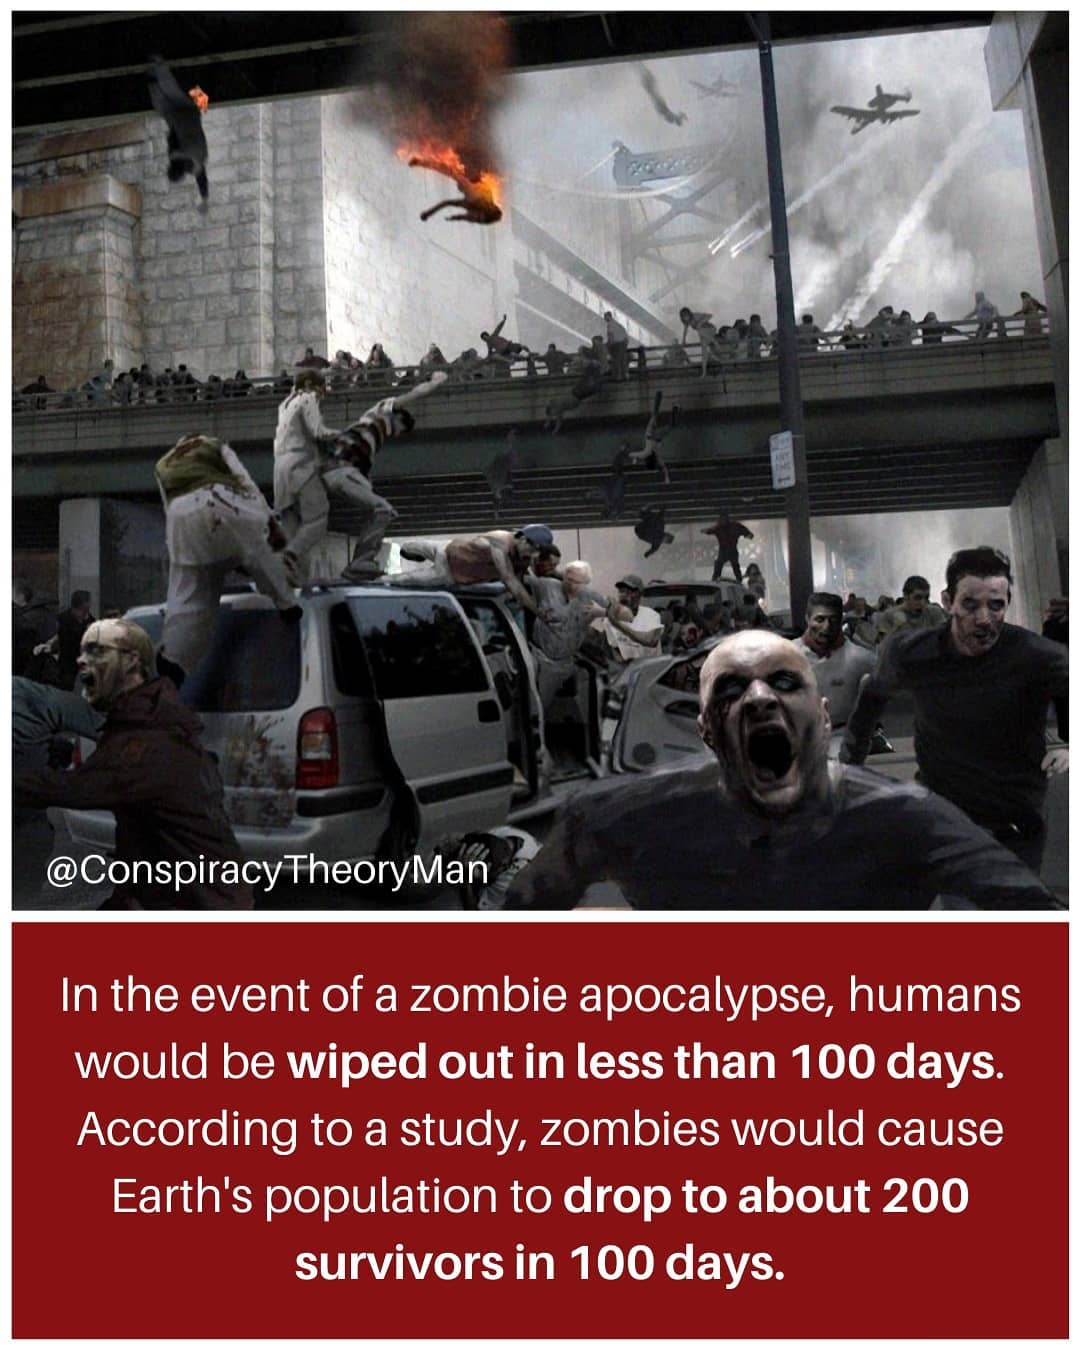 @ConspiracyTheoryMan
In the event of a zombie apocalypse, humans
would be wiped out in less than 100 days.
According to a study, zombies would cause
Earth's population to drop to about 200
survivors in 100 days.